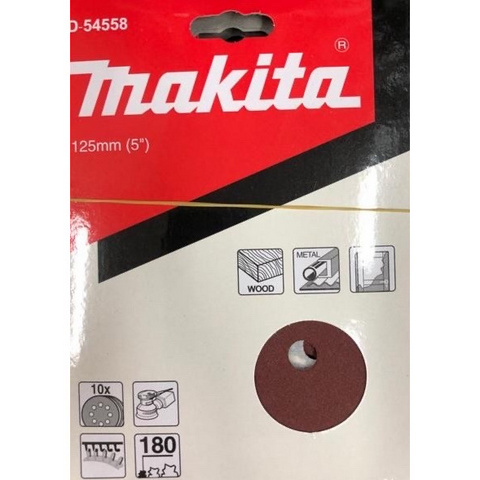 D-54558
makita®
125mm (5")
WOOD
METAL
10x
180